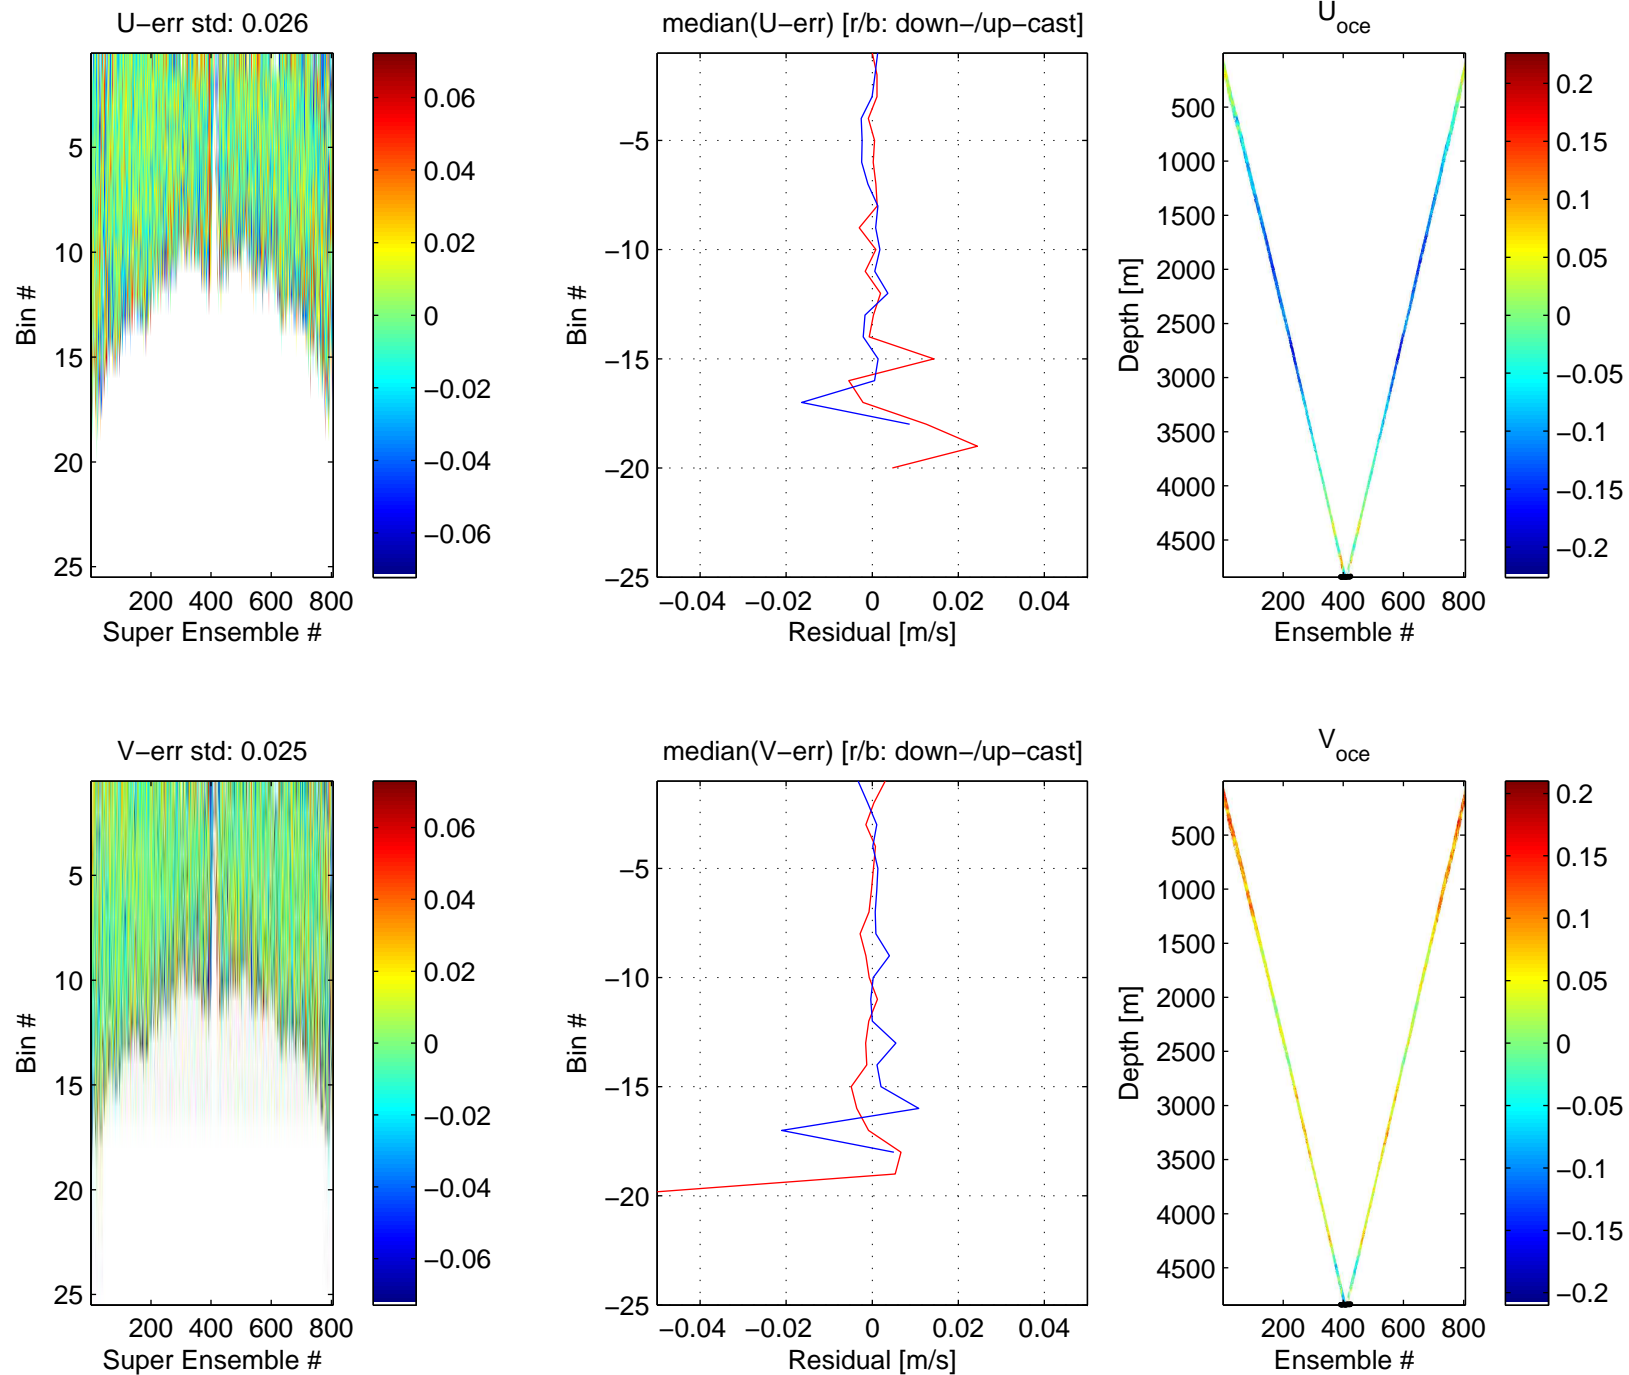 U−err std: 0.026
5
10
15
20
25
Bin #
200 400 600 800
Super Ensemble #
0.06
0.04
0.02
0
−0.02
−0.04
−0.06
median(U−err) [r/b: down−/up−cast]
−5
−10
−15
−20
−25
Bin #
−0.04 −0.02 0 0.02 0.04
Residual [m/s]
U_oce
500
1000
1500
2000
2500
3000
3500
4000
4500
Depth [m]
200 400 600 800
Ensemble #
0.2
0.15
0.1
0.05
0
−0.05
−0.1
−0.15
−0.2
V−err std: 0.025
5
10
15
20
25
Bin #
200 400 600 800
Super Ensemble #
0.06
0.04
0.02
0
−0.02
−0.04
−0.06
median(V−err) [r/b: down−/up−cast]
−5
−10
−15
−20
−25
Bin #
−0.04 −0.02 0 0.02 0.04
Residual [m/s]
V_oce
500
1000
1500
2000
2500
3000
3500
4000
4500
Depth [m]
200 400 600 800
Ensemble #
0.2
0.15
0.1
0.05
0
−0.05
−0.1
−0.15
−0.2